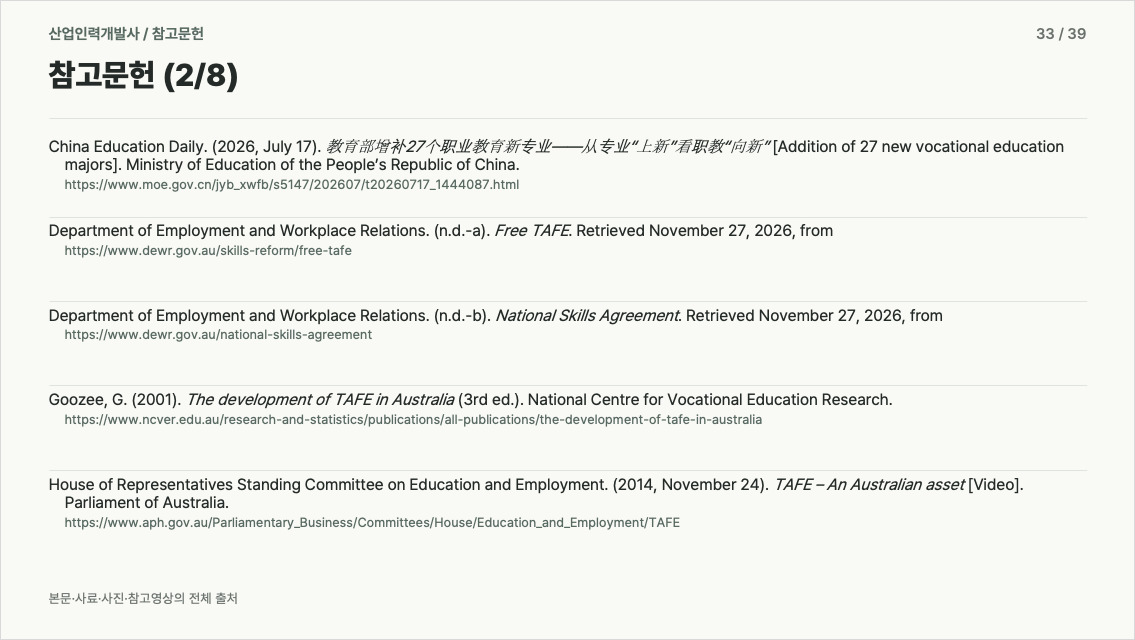 산업인력개발사 / 참고문헌
33 / 39
참고문헌 (2/8)
China Education Daily. (2026, July 17). 教育部增补27个职业教育新专业——从专业“上新”看职教“向新” [Addition of 27 new vocational education
majors]. Ministry of Education of the People’s Republic of China.
https://www.moe.gov.cn/jyb_xwfb/s5147/202607/t20260717_1444087.html
Department of Employment and Workplace Relations. (n.d.-a). Free TAFE. Retrieved November 27, 2026, from
https://www.dewr.gov.au/skills-reform/free-tafe
Department of Employment and Workplace Relations. (n.d.-b). National Skills Agreement. Retrieved November 27, 2026, from
https://www.dewr.gov.au/national-skills-agreement
Goozee, G. (2001). The development of TAFE in Australia (3rd ed.). National Centre for Vocational Education Research.
https://www.ncver.edu.au/research-and-statistics/publications/all-publications/the-development-of-tafe-in-australia
House of Representatives Standing Committee on Education and Employment. (2014, November 24). TAFE – An Australian asset [Video].
Parliament of Australia.
https://www.aph.gov.au/Parliamentary_Business/Committees/House/Education_and_Employment/TAFE
본문·사료·사진·참고영상의 전체 출처